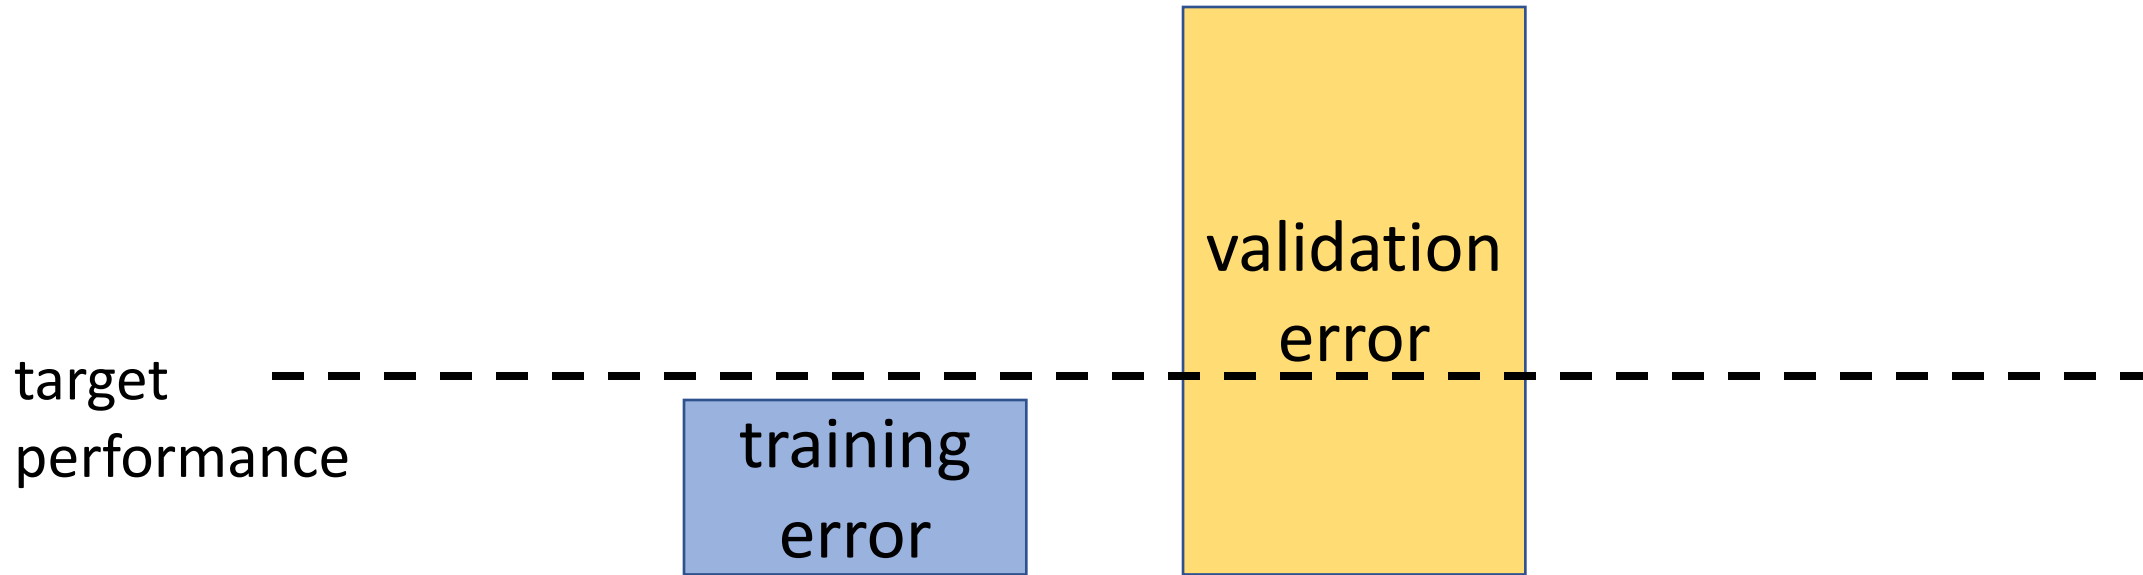 target
performance
training
error
validation
error